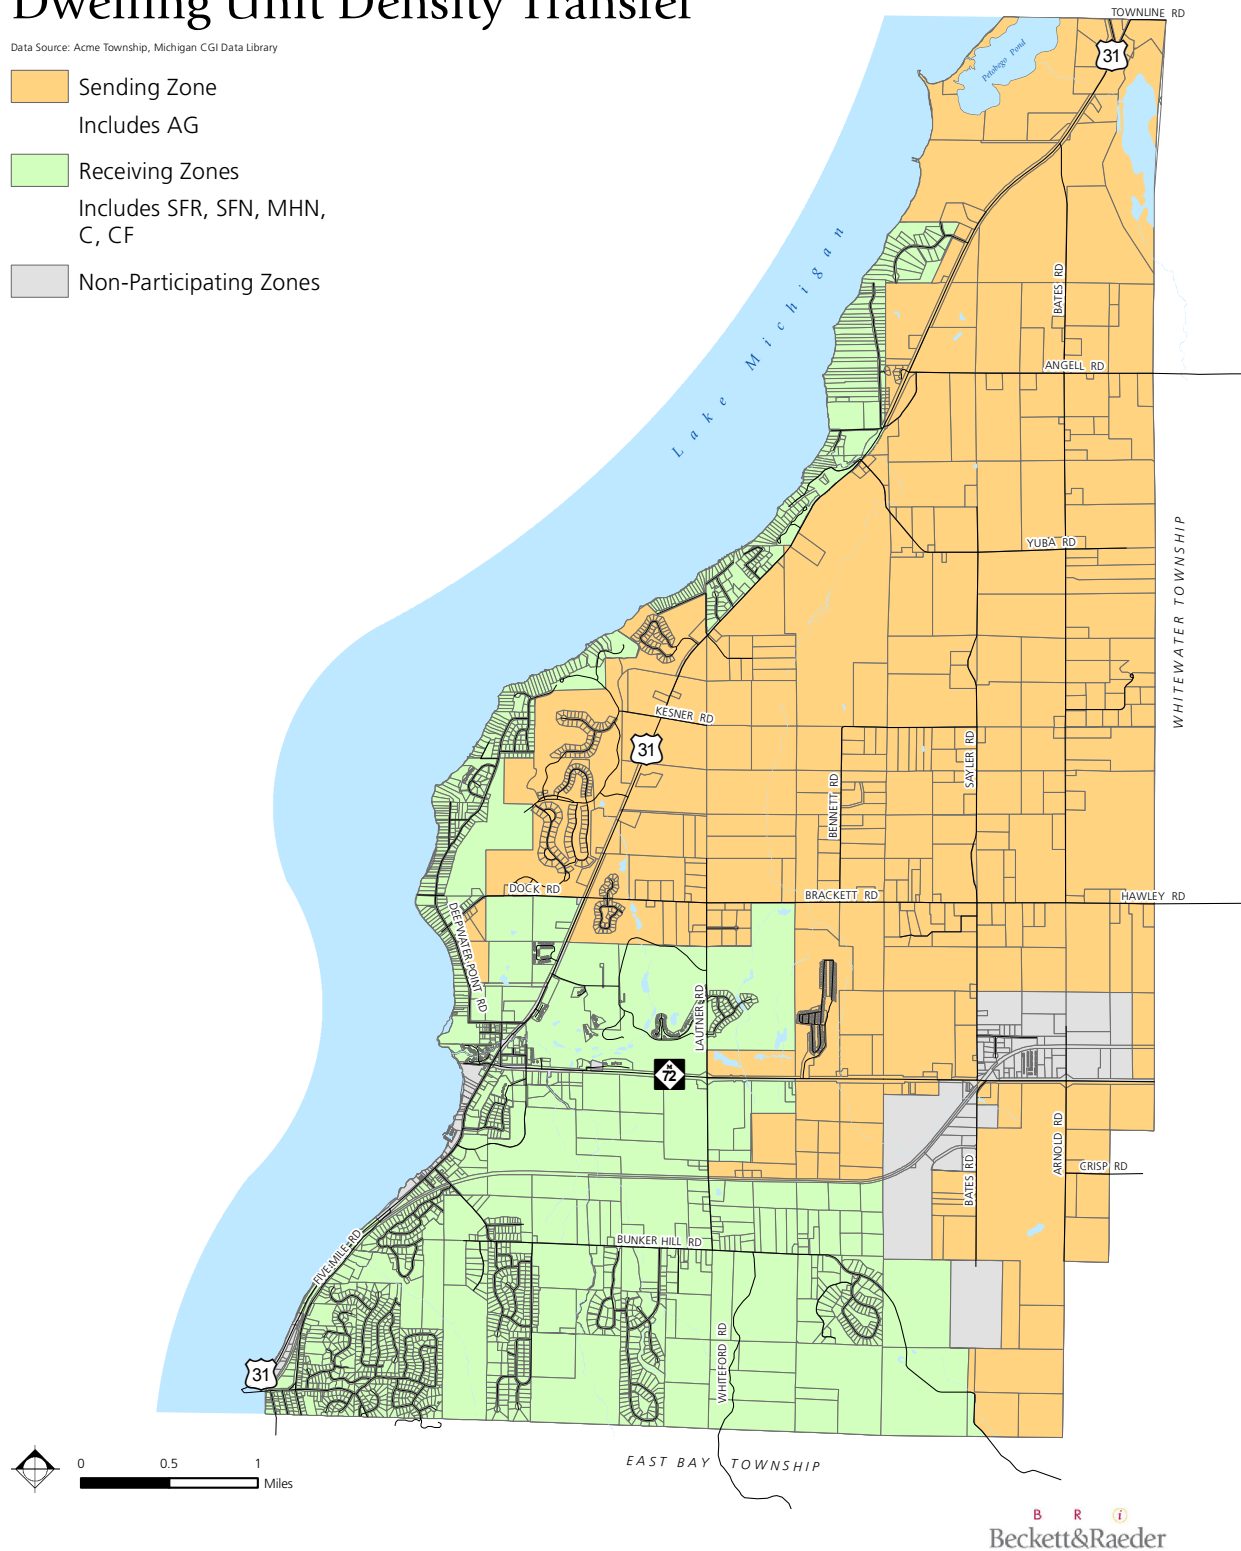 Dwelling Unit Density Transfer
Data Source: Acme Township, Michigan CGI Data Library
Sending Zone
Includes AG
Receiving Zones
Includes SFR, SFN, MHN,
C, CF
Non-Participating Zones
TOWNLINE RD
31
Petobego Pond
Lake Michigan
BATES RD
ANGELL RD
YUBA RD
WHITEWATER TOWNSHIP
KESNER RD
31
SAYLER RD
BENNETT RD
DOCK RD
BRACKETT RD
HAWLEY RD
DEEPWATER POINT RD
LAUTNER RD
M
72
ARNOLD RD
BATES RD
CRISP RD
FIVE MILE RD
BUNKER HILL RD
WHITEFORD RD
31
EAST BAY TOWNSHIP
0 0.5 1
Miles
B R i
Beckett&Raeder